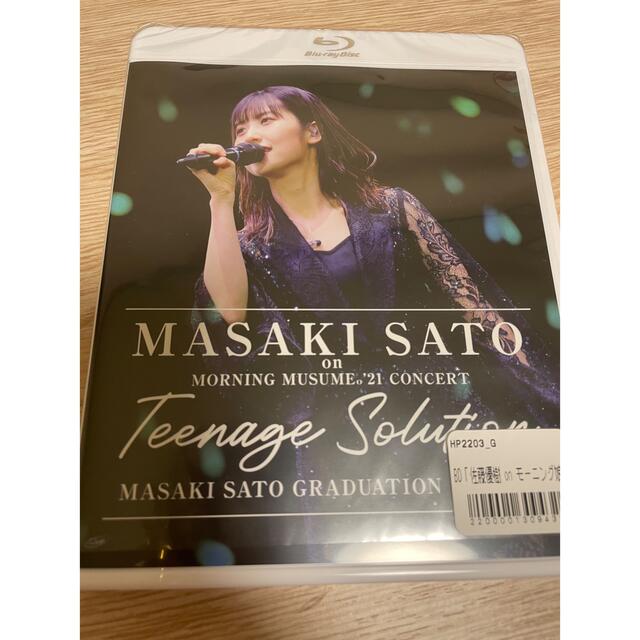 Blu-ray Disc
MASAKI SATO
on
MORNING MUSUME。'21 CONCERT
Teenage Solution
MASAKI SATO GRADUATION
HP2203_G
BD「(佐藤優樹) on モーニング娘
220000130943